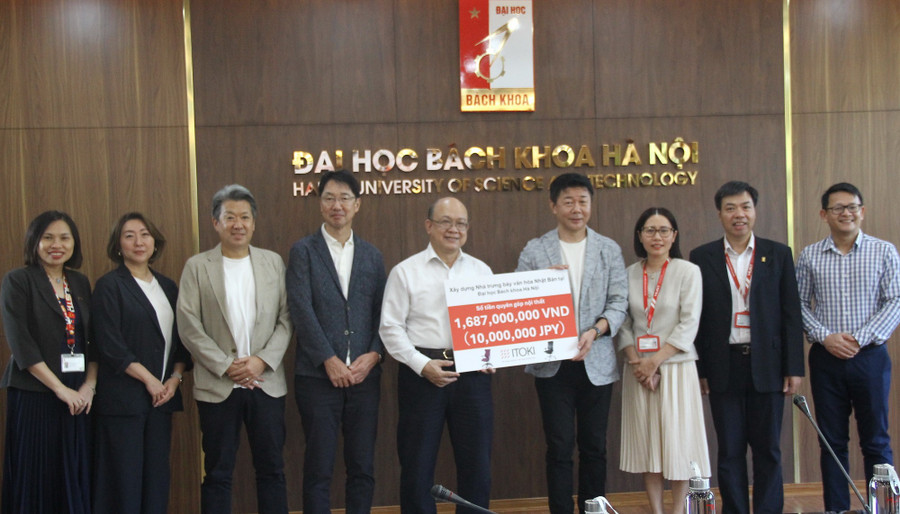 ĐẠI HỌC
BÁCH KHOA
ĐẠI HỌC BÁCH KHOA HÀ NỘI
UNIVERSITY OF SCIENCE TECHNOLOGY
Xây dựng Nhà trưng bày văn hóa Nhật Bản tại
Đại học Bách khoa Hà Nội
Số tiền quyên góp nội thất
1,687,000,000 VND
(10,000,000 JPY)
ITOKI